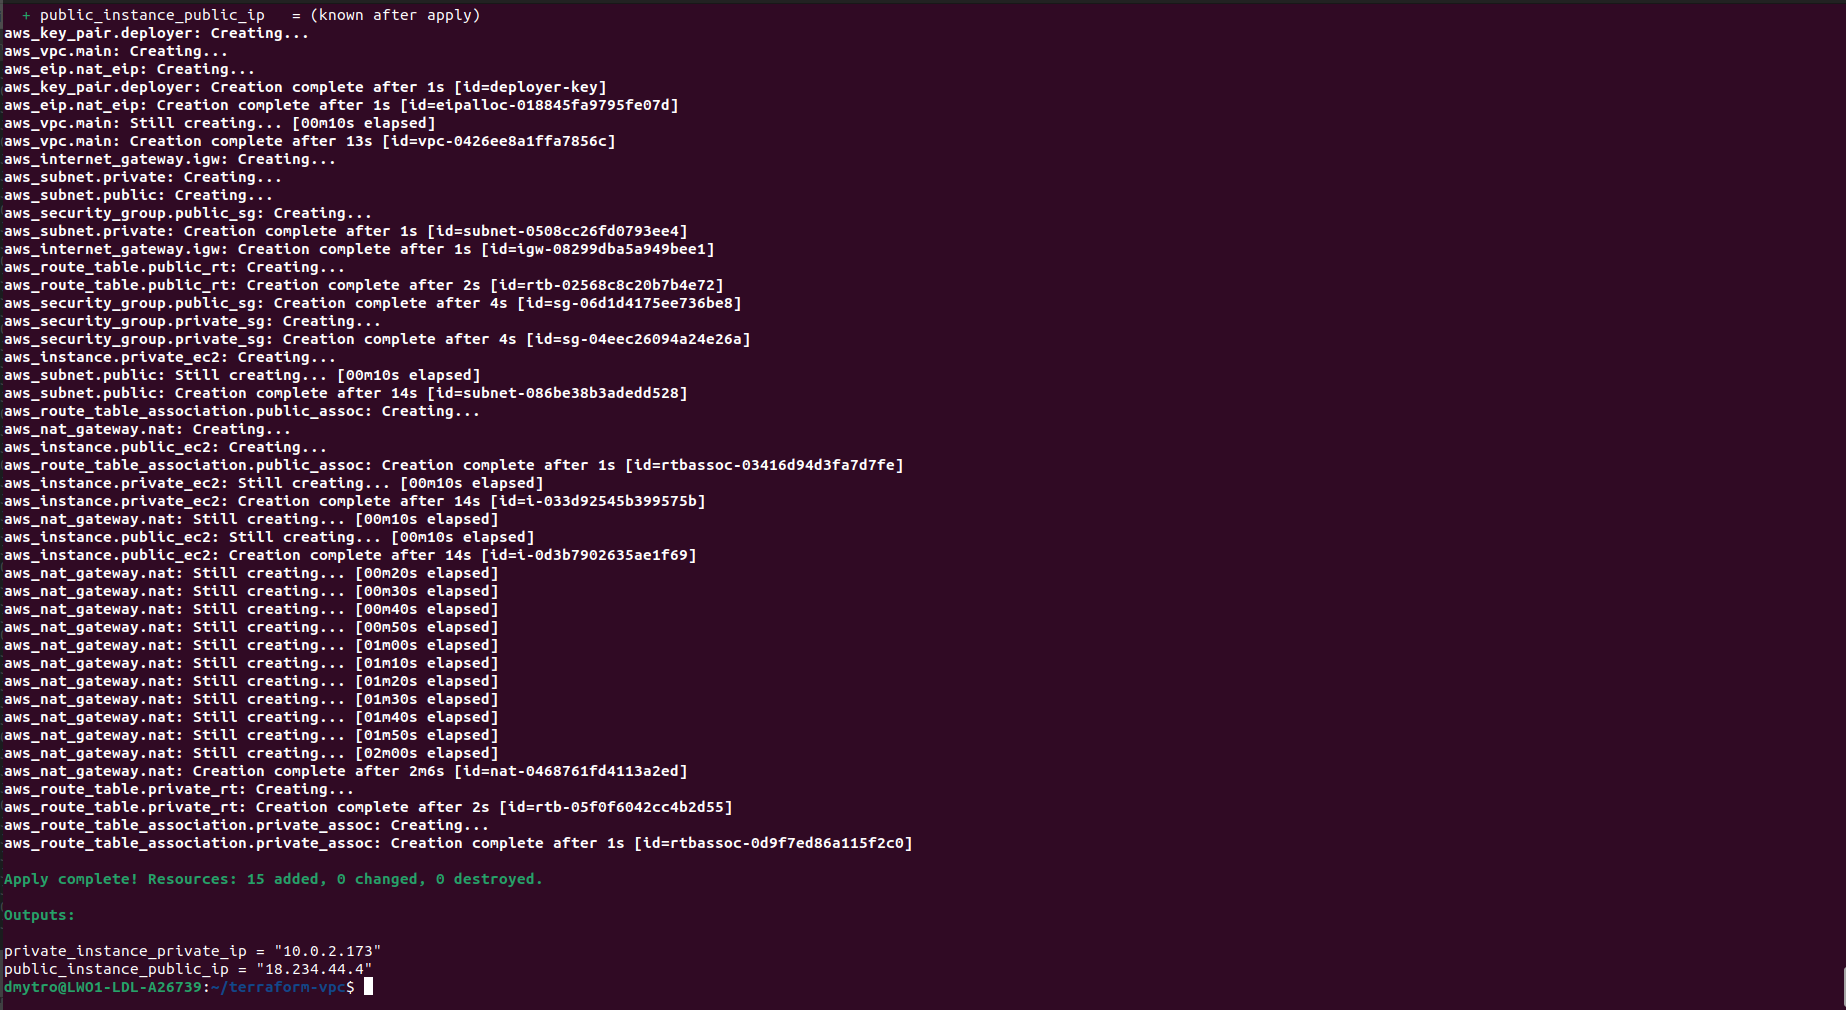 + public_instance_public_ip   = (known after apply)
aws_key_pair.deployer: Creating...
aws_vpc.main: Creating...
aws_eip.nat_eip: Creating...
aws_key_pair.deployer: Creation complete after 1s [id=deployer-key]
aws_eip.nat_eip: Creation complete after 1s [id=eipalloc-018845fa9795fe07d]
aws_vpc.main: Still creating... [00m10s elapsed]
aws_vpc.main: Creation complete after 13s [id=vpc-0426ee8a1ffa7856c]
aws_internet_gateway.igw: Creating...
aws_subnet.private: Creating...
aws_subnet.public: Creating...
aws_security_group.public_sg: Creating...
aws_subnet.private: Creation complete after 1s [id=subnet-0508cc26fd0793ee4]
aws_internet_gateway.igw: Creation complete after 1s [id=igw-08299dba5a949bee1]
aws_route_table.public_rt: Creating...
aws_route_table.public_rt: Creation complete after 2s [id=rtb-02568c8c20b7b4e72]
aws_security_group.public_sg: Creation complete after 4s [id=sg-06d1d4175ee736be8]
aws_security_group.private_sg: Creating...
aws_security_group.private_sg: Creation complete after 4s [id=sg-04eec26094a24e26a]
aws_instance.private_ec2: Creating...
aws_subnet.public: Still creating... [00m10s elapsed]
aws_subnet.public: Creation complete after 14s [id=subnet-086be38b3adedd528]
aws_route_table_association.public_assoc: Creating...
aws_nat_gateway.nat: Creating...
aws_instance.public_ec2: Creating...
aws_route_table_association.public_assoc: Creation complete after 1s [id=rtbassoc-03416d94d3fa7d7fe]
aws_instance.private_ec2: Still creating... [00m10s elapsed]
aws_instance.private_ec2: Creation complete after 14s [id=i-033d92545b399575b]
aws_nat_gateway.nat: Still creating... [00m10s elapsed]
aws_instance.public_ec2: Still creating... [00m10s elapsed]
aws_instance.public_ec2: Creation complete after 14s [id=i-0d3b7902635ae1f69]
aws_nat_gateway.nat: Still creating... [00m20s elapsed]
aws_nat_gateway.nat: Still creating... [00m30s elapsed]
aws_nat_gateway.nat: Still creating... [00m40s elapsed]
aws_nat_gateway.nat: Still creating... [00m50s elapsed]
aws_nat_gateway.nat: Still creating... [01m00s elapsed]
aws_nat_gateway.nat: Still creating... [01m10s elapsed]
aws_nat_gateway.nat: Still creating... [01m20s elapsed]
aws_nat_gateway.nat: Still creating... [01m30s elapsed]
aws_nat_gateway.nat: Still creating... [01m40s elapsed]
aws_nat_gateway.nat: Still creating... [01m50s elapsed]
aws_nat_gateway.nat: Still creating... [02m00s elapsed]
aws_nat_gateway.nat: Creation complete after 2m6s [id=nat-0468761fd4113a2ed]
aws_route_table.private_rt: Creating...
aws_route_table.private_rt: Creation complete after 2s [id=rtb-05f0f6042cc4b2d55]
aws_route_table_association.private_assoc: Creating...
aws_route_table_association.private_assoc: Creation complete after 1s [id=rtbassoc-0d9f7ed86a115f2c0]
Apply complete! Resources: 15 added, 0 changed, 0 destroyed.
Outputs:
private_instance_private_ip = "10.0.2.173"
public_instance_public_ip = "18.234.44.4"
dmytro@LWO1-LDL-A26739:~/terraform-vpc$